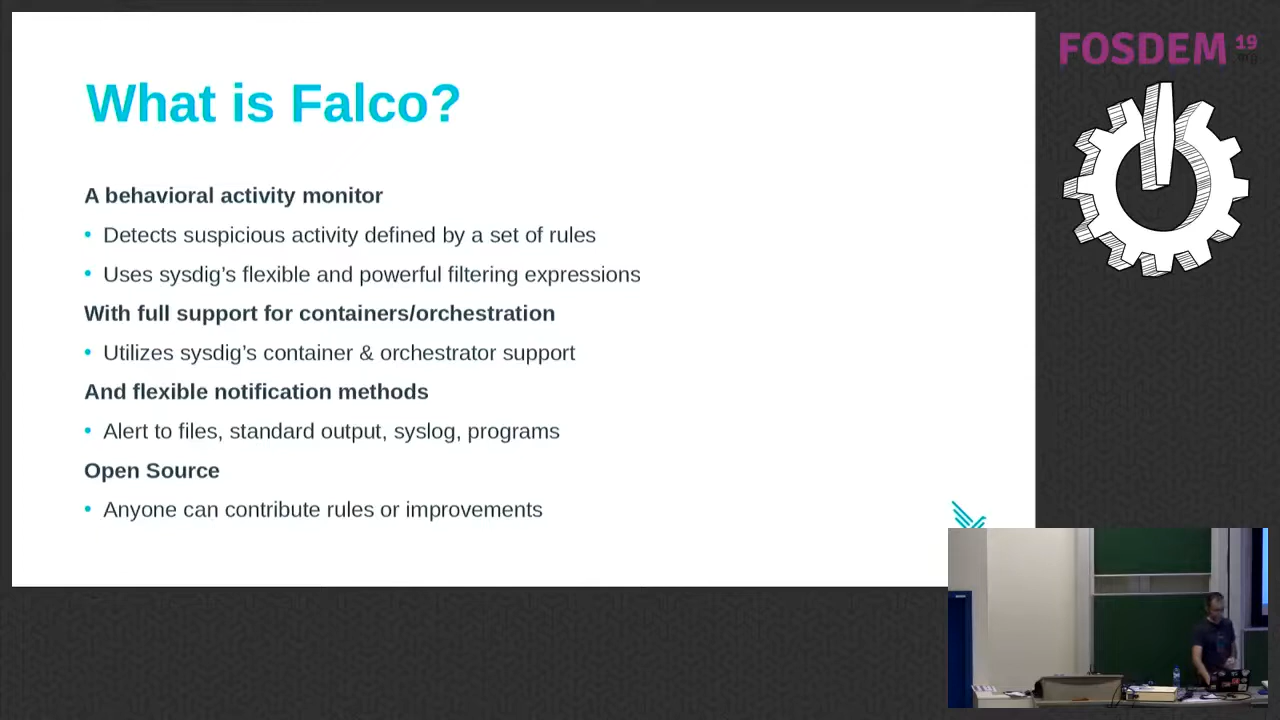 What is Falco?
A behavioral activity monitor
• Detects suspicious activity defined by a set of rules
• Uses sysdig’s flexible and powerful filtering expressions
With full support for containers/orchestration
• Utilizes sysdig’s container & orchestrator support
And flexible notification methods
• Alert to files, standard output, syslog, programs
Open Source
• Anyone can contribute rules or improvements
FOSDEM 19
.org